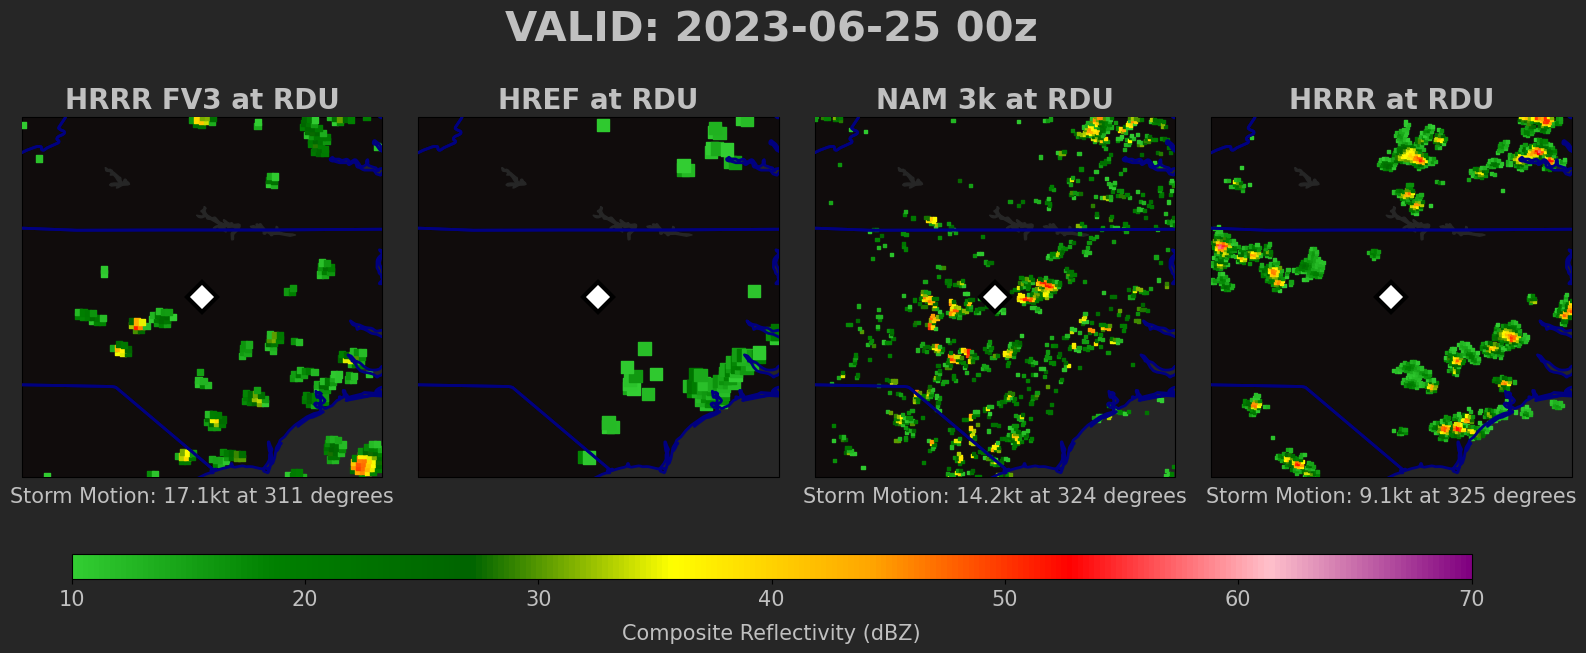 VALID: 2023-06-25 00z
HRRR FV3 at RDU
HREF at RDU
NAM 3k at RDU
HRRR at RDU
Storm Motion: 17.1kt at 311 degrees
Storm Motion: 14.2kt at 324 degrees
Storm Motion: 9.1kt at 325 degrees
10 20 30 40 50 60 70
Composite Reflectivity (dBZ)